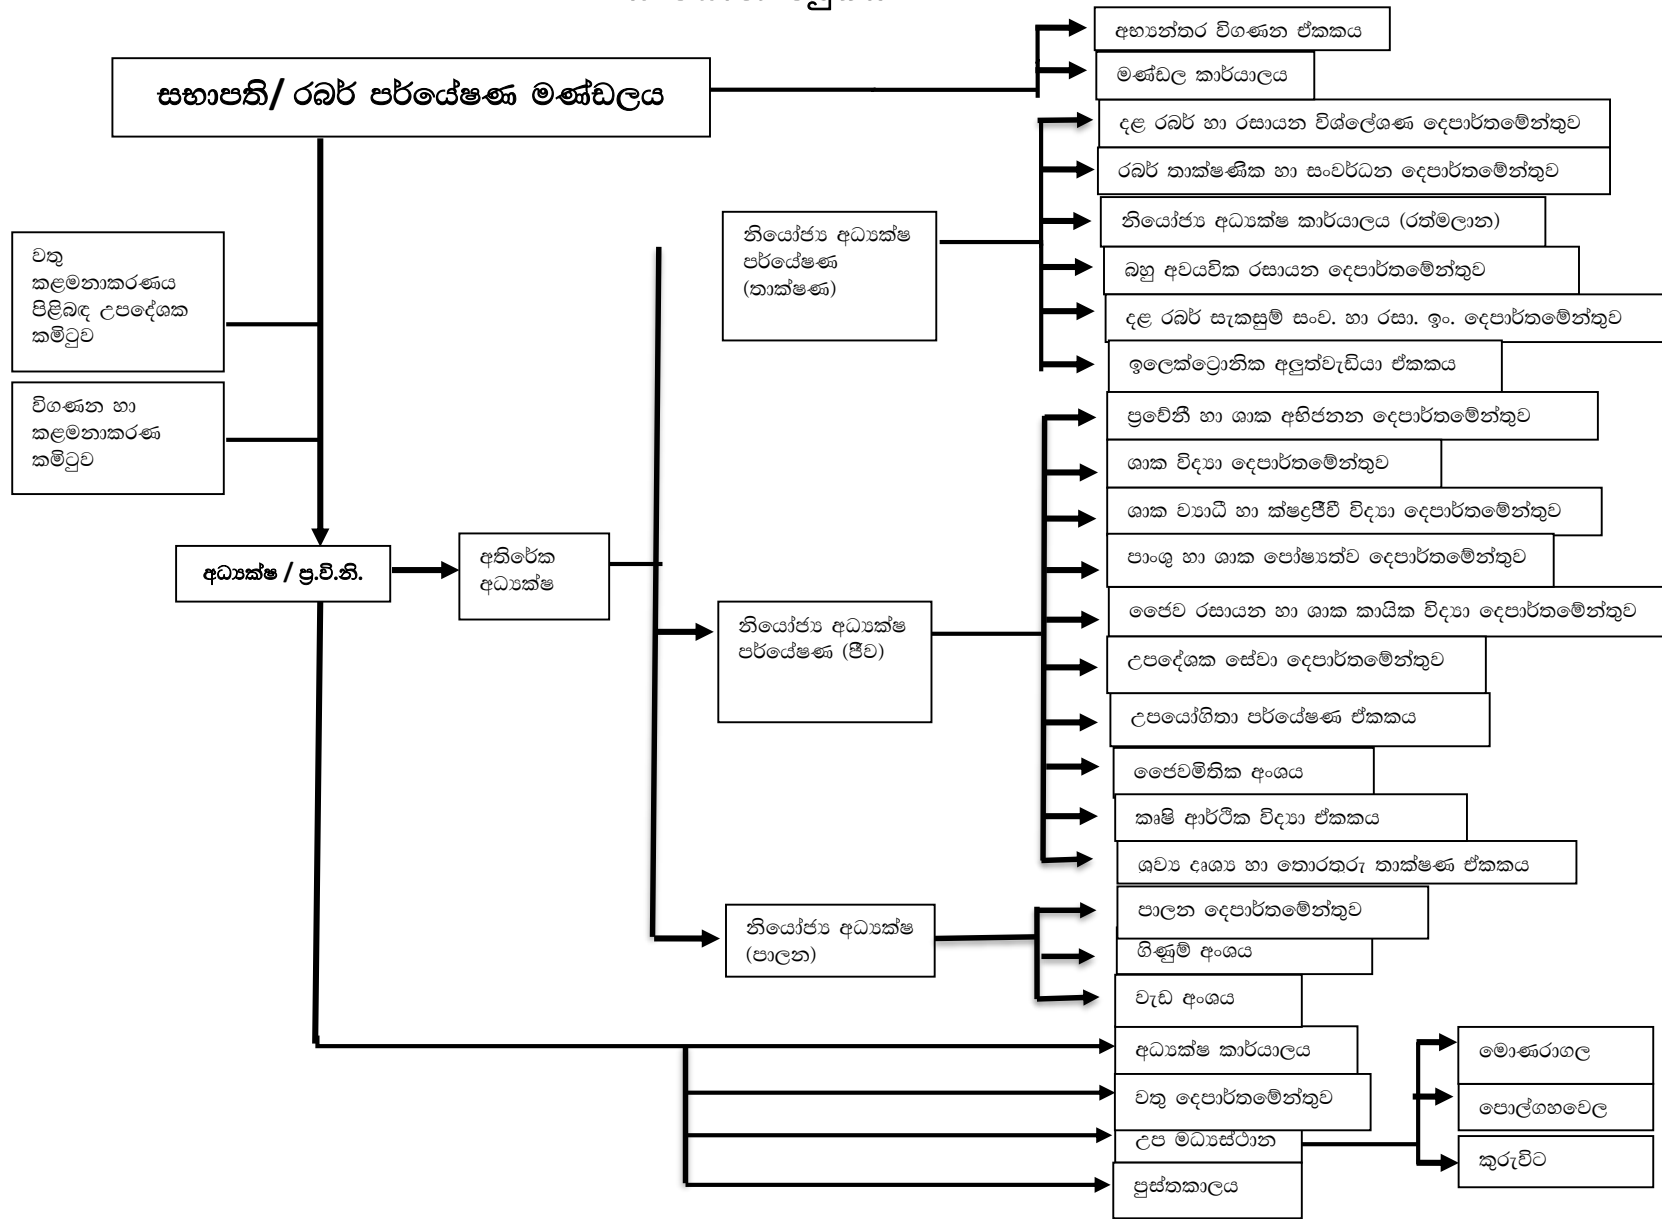 සභාපති/ රබර් පර්යේෂණ මණ්ඩලය
අභ්‍යන්තර විගණන ඒකකය
මණ්ඩල කාර්යාලය
දළ රබර් හා රසායන විශ්ලේශණ දෙපාර්තමේන්තුව
රබර් තාක්ෂණික හා සංවර්ධන දෙපාර්තමේන්තුව
නියෝජ්‍ය අධ්‍යක්ෂ කාර්යාලය (රත්මලාන)
බහු අවයවික රසායන දෙපාර්තමේන්තුව
දළ රබර් සැකසුම් සංව. හා රසා. ඉං. දෙපාර්තමේන්තුව
ඉලෙක්ට්‍රොනික අලුත්වැඩියා ඒකකය
නියෝජ්‍ය අධ්‍යක්ෂ
පර්යේෂණ
(තාක්ෂණ)
වතු
කළමනාකරණය
පිළිබඳ උපදේශක
කමිටුව
විගණන හා
කළමනාකරණ
කමිටුව
අධ්‍යක්ෂ / ප්‍ර.වි.නි.
අතිරේක
අධ්‍යක්ෂ
නියෝජ්‍ය අධ්‍යක්ෂ
පර්යේෂණ (ජීව)
ප්‍රවේනී හා ශාක අභිජනන දෙපාර්තමේන්තුව
ශාක විද්‍යා දෙපාර්තමේන්තුව
ශාක ව්‍යාධී හා ක්ෂද්‍රජීවී විද්‍යා දෙපාර්තමේන්තුව
පාංශු හා ශාක පෝෂ්‍යත්ව දෙපාර්තමේන්තුව
ජෛව රසායන හා ශාක කායික විද්‍යා දෙපාර්තමේන්තුව
උපදේශක සේවා දෙපාර්තමේන්තුව
උපයෝගිතා පර්යේෂණ ඒකකය
ජෛවමිතික අංශය
කෘෂි ආර්ථික විද්‍යා ඒකකය
ශ්‍රව්‍ය දෘශ්‍ය හා තොරතුරු තාක්ෂණ ඒකකය
නියෝජ්‍ය අධ්‍යක්ෂ
(පාලන)
පාලන දෙපාර්තමේන්තුව
ගිණුම් අංශය
වැඩ අංශය
අධ්‍යක්ෂ කාර්යාලය
වතු දෙපාර්තමේන්තුව
උප මධ්‍යස්ථාන
පුස්තකාලය
මොණරාගල
පොල්ගහවෙල
කුරුවිට